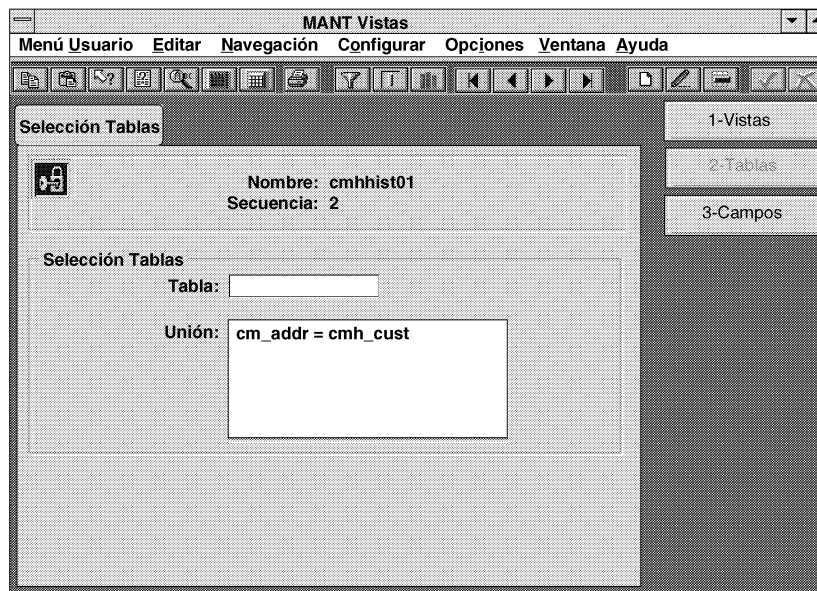 MANT Vistas
Menú Usuario Editar Navegación Configurar Opciones Ventana Ayuda
Selección Tablas
1-Vistas
2-Tablas
3-Campos
Nombre: cmhhist01
Secuencia: 2
Selección Tablas
Tabla:
Unión: cm_addr = cmh_cust